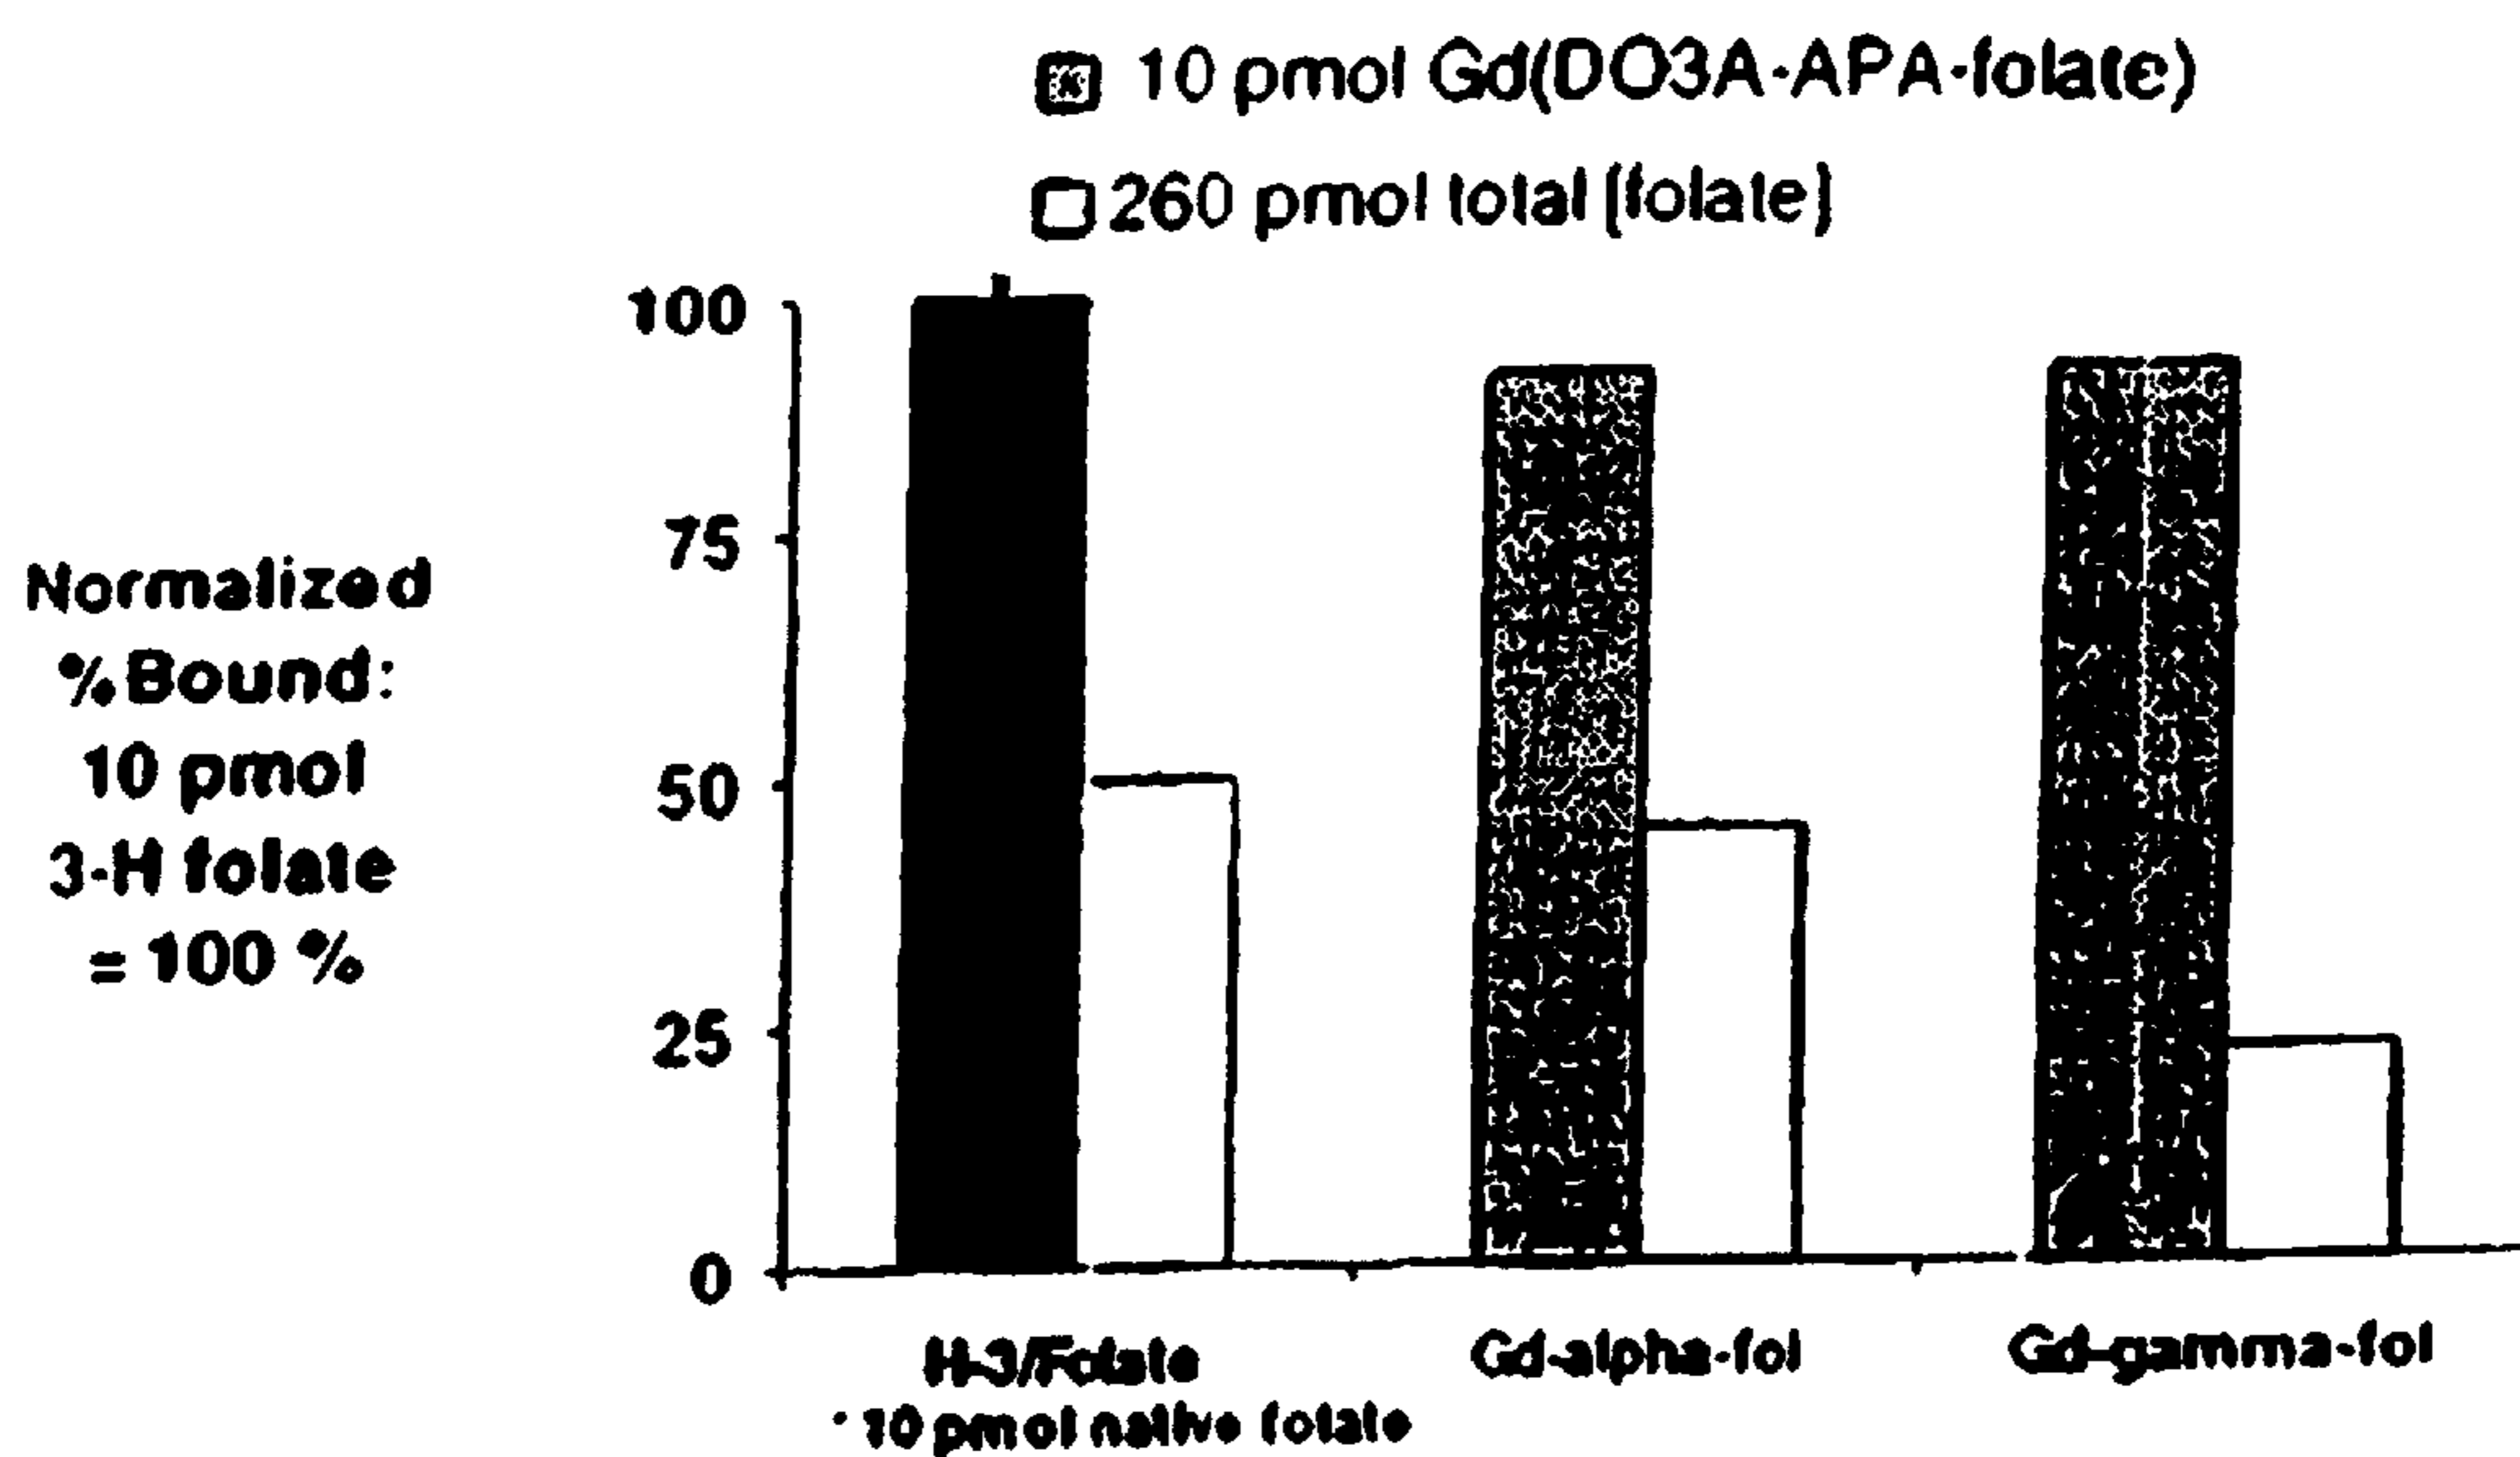 10 pmol Gd(DO3A-APA-folate)
260 pmol total [folate]
100
75
50
25
0
Normalized
% Bound:
10 pmol
3-H folate
= 100 %
H-3/Folate
* 10 pmol native folate
Gd-alpha-fol
Gd-gamma-fol